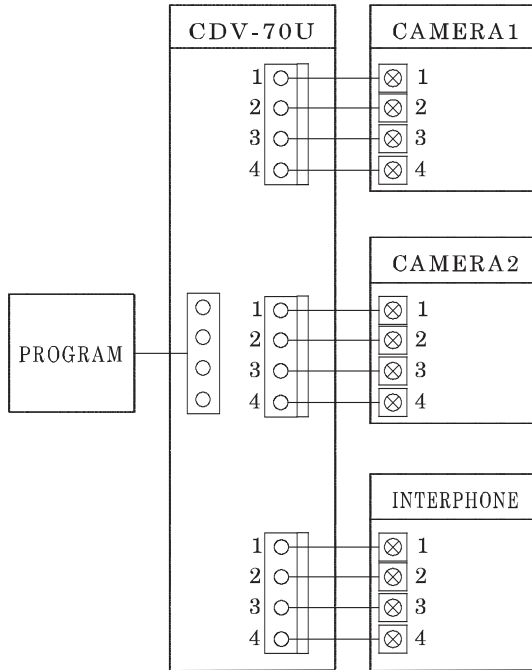 CDV-70U
CAMERA1
1 1
2 2
3 3
4 4
CAMERA2
1 1
2 2
3 3
4 4
PROGRAM
INTERPHONE
1 1
2 2
3 3
4 4